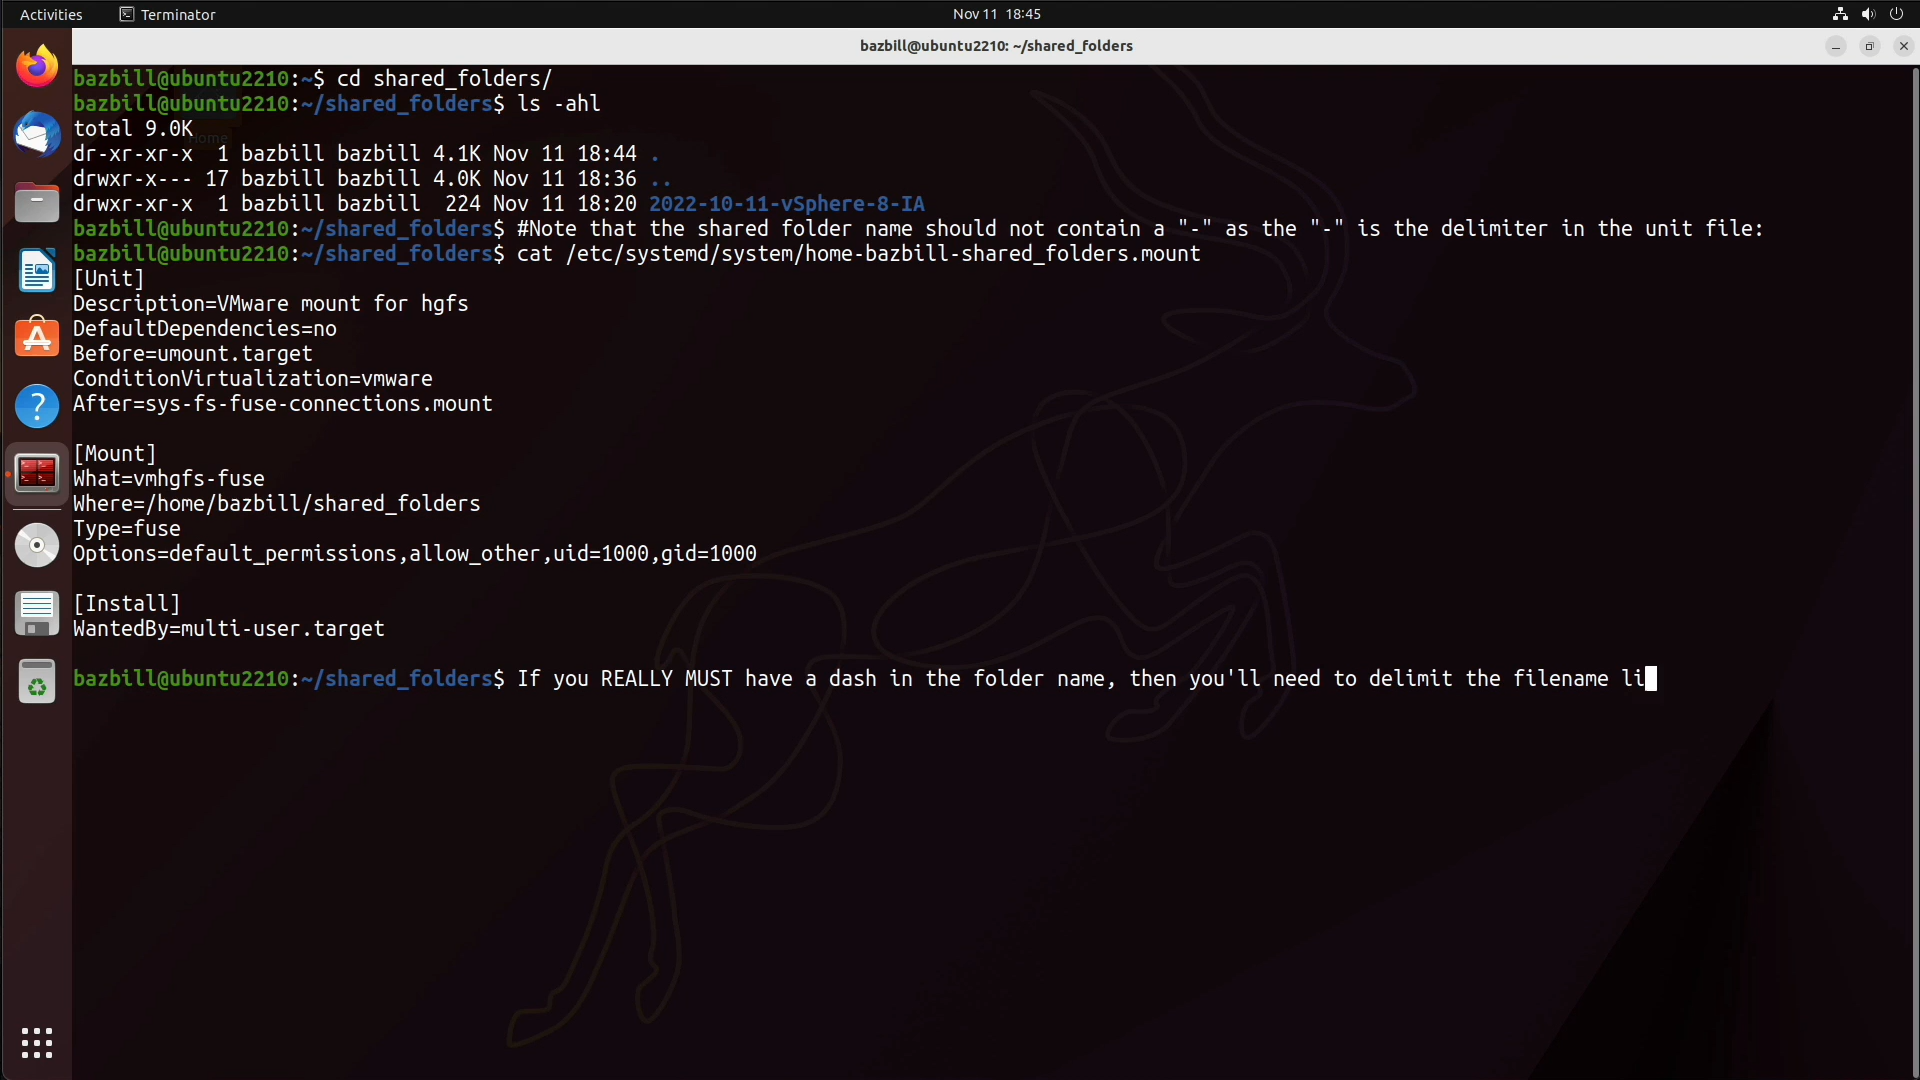 Activities Terminator Nov 11 18:45
bazbill@ubuntu2210: ~/shared_folders
bazbill@ubuntu2210:~$ cd shared_folders/
bazbill@ubuntu2210:~/shared_folders$ ls -ahl
total 9.0K
Home
dr-xr-xr-x  1 bazbill bazbill 4.1K Nov 11 18:44 .
drwxr-x--- 17 bazbill bazbill 4.0K Nov 11 18:36 ..
drwxr-xr-x  1 bazbill bazbill  224 Nov 11 18:20 2022-10-11-vSphere-8-IA
bazbill@ubuntu2210:~/shared_folders$ #Note that the shared folder name should not contain a "-" as the "-" is the delimiter in the unit file:
bazbill@ubuntu2210:~/shared_folders$ cat /etc/systemd/system/home-bazbill-shared_folders.mount
[Unit]
Description=VMware mount for hgfs
DefaultDependencies=no
Before=umount.target
ConditionVirtualization=vmware
After=sys-fs-fuse-connections.mount

[Mount]
What=vmhgfs-fuse
Where=/home/bazbill/shared_folders
Type=fuse
Options=default_permissions,allow_other,uid=1000,gid=1000

[Install]
WantedBy=multi-user.target

bazbill@ubuntu2210:~/shared_folders$ If you REALLY MUST have a dash in the folder name, then you'll need to delimit the filename li